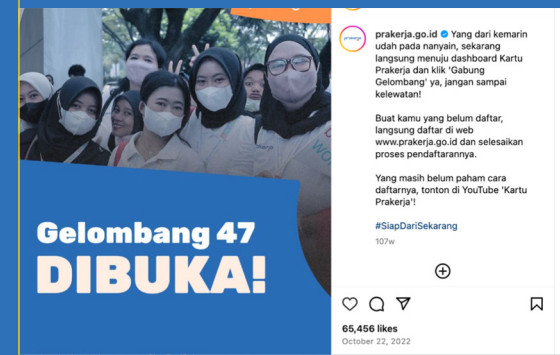 Gelombang 47
DIBUKA!
prakerja.go.id Yang dari kemarin
udah pada nanyain, sekarang
langsung menuju dashboard Kartu
Prakerja dan klik 'Gabung
Gelombang' ya, jangan sampai
kelewatan!
Buat kamu yang belum daftar,
langsung daftar di web
www.prakerja.go.id dan selesaikan
proses pendaftarannya.
Yang masih belum paham cara
daftarnya, tonton di YouTube 'Kartu
Prakerja'!
#SiapDariSekarang
107w
65,456 likes
October 22, 2022